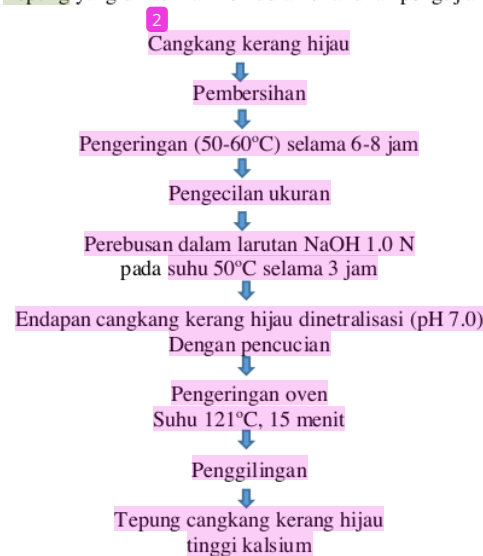 2
Cangkang kerang hijau
Pembersihan
Pengeringan (50-60ºC) selama 6-8 jam
Pengecilan ukuran
Perebusan dalam larutan NaOH 1.0 N
pada suhu 50ºC selama 3 jam
Endapan cangkang kerang hijau dinetralisasi (pH 7.0)
Dengan pencucian
Pengeringan oven
Suhu 121ºC, 15 menit
Penggilingan
Tepung cangkang kerang hijau
tinggi kalsium